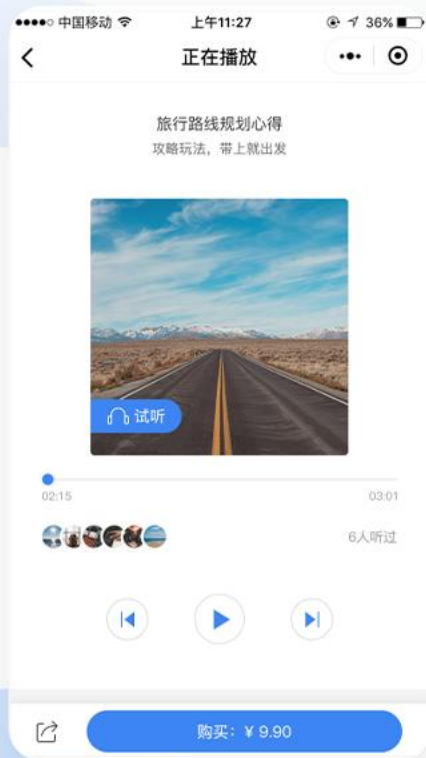 中国移动 上午11:27 36%
正在播放
旅行路线规划心得
攻略玩法，带上就出发
试听
02:15 03:01
6人听过
购买：¥ 9.90